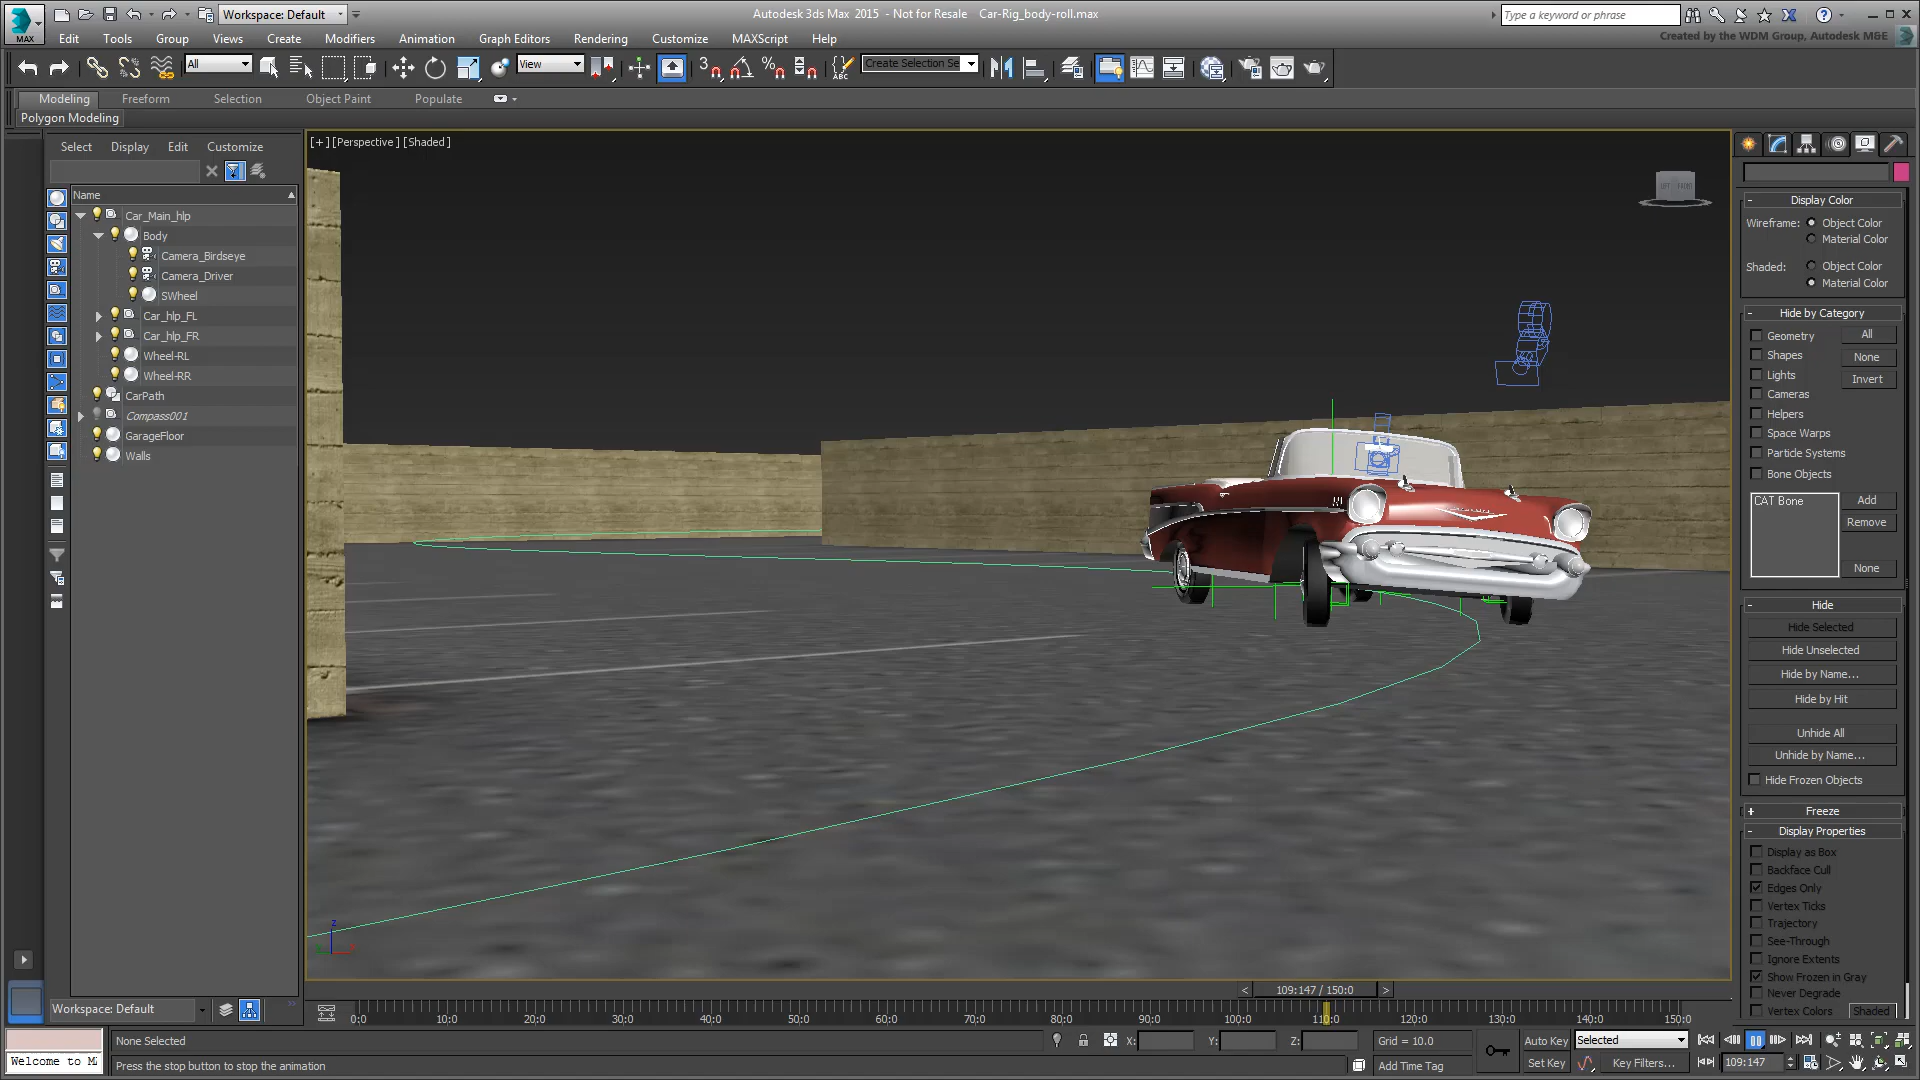 Workspace: Default
Autodesk 3ds Max 2015 - Not for Resale Car-Rig_body-roll.max
Type a keyword or phrase
MAX
Edit Tools Group Views Create Modifiers Animation Graph Editors Rendering Customize MAXScript Help
Created by the WDM Group, Autodesk M&E
All
View
3
ABC
Create Selection Se
Modeling Freeform Selection Object Paint Populate
Polygon Modeling
Select Display Edit Customize
[+] [Perspective] [Shaded]
Name
Car_Main_hlp
Body
Camera_Birdseye
Camera_Driver
SWheel
Car_hlp_FL
Car_hlp_FR
Wheel-RL
Wheel-RR
CarPath
Compass001
GarageFloor
Walls
Display Color
Wireframe: Object Color
Material Color
Shaded: Object Color
Material Color
Hide by Category
Geometry All
Shapes None
Lights Invert
Cameras
Helpers
Space Warps
Particle Systems
Bone Objects
CAT Bone Add
Remove
None
Hide
Hide Selected
Hide Unselected
Hide by Name...
Hide by Hit
Unhide All
Unhide by Name...
Hide Frozen Objects
Freeze
Display Properties
Display as Box
Backface Cull
Edges Only
Vertex Ticks
Trajectory
See-Through
Ignore Extents
Show Frozen in Gray
Never Degrade
Vertex Colors Shaded
z
< 109:147 / 150:0 >
Workspace: Default
0:0 10:0 20:0 30:0 40:0 50:0 60:0 70:0 80:0 90:0 100:0 110:0 120:0 130:0 140:0 150:0
None Selected
X: Y: Z: Grid = 10.0
Auto Key Selected
Welcome to M
Press the stop button to stop the animation
Add Time Tag
Set Key Key Filters... 109:147